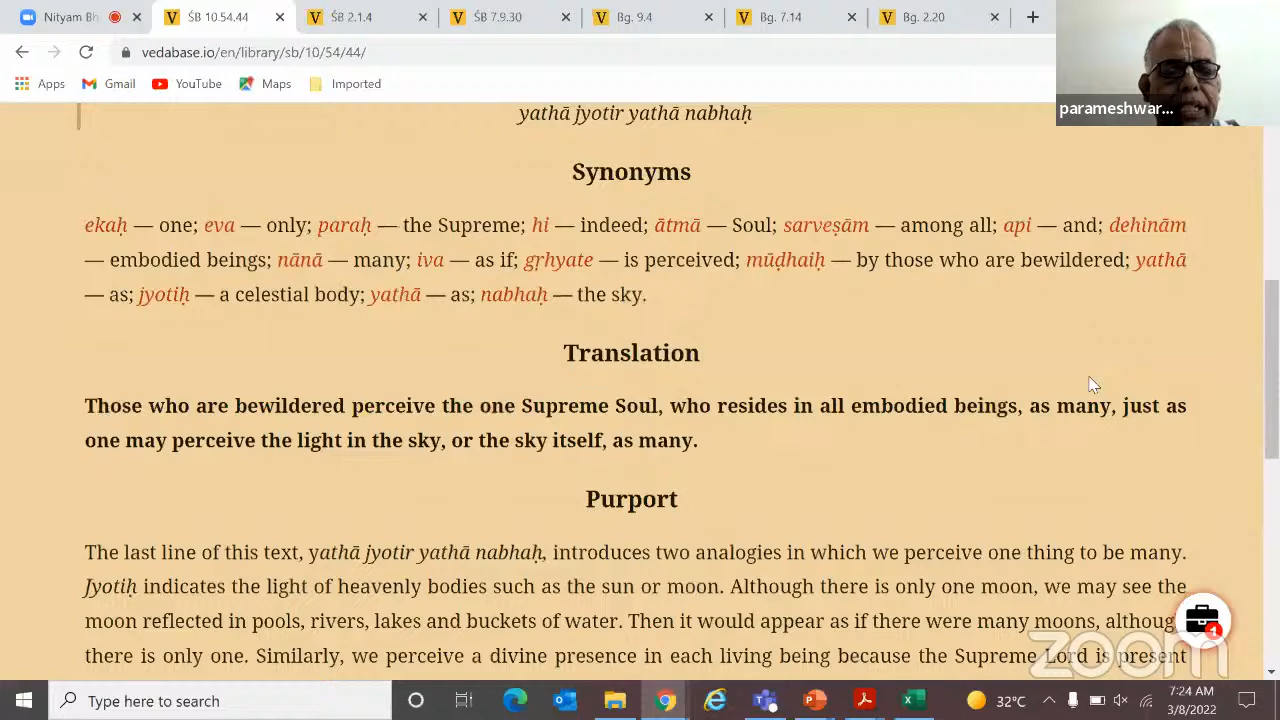 Nityam Bh
ŚB 10.54.44
ŚB 2.1.4
ŚB 7.9.30
Bg. 9.4
Bg. 7.14
Bg. 2.20
vedabase.io/en/library/sb/10/54/44/
Apps Gmail YouTube Maps Imported
parameshwar...
yathā jyotir yathā nabhaḥ
Synonyms
ekaḥ — one; eva — only; paraḥ — the Supreme; hi — indeed; ātmā — Soul; sarveṣām — among all; api — and; dehinām
— embodied beings; nānā — many; iva — as if; gṛhyate — is perceived; mūḍhaiḥ — by those who are bewildered; yathā
— as; jyotiḥ — a celestial body; yathā — as; nabhaḥ — the sky.
Translation
Those who are bewildered perceive the one Supreme Soul, who resides in all embodied beings, as many, just as
one may perceive the light in the sky, or the sky itself, as many.
Purport
The last line of this text, yathā jyotir yathā nabhaḥ, introduces two analogies in which we perceive one thing to be many.
Jyotiḥ indicates the light of heavenly bodies such as the sun or moon. Although there is only one moon, we may see the
moon reflected in pools, rivers, lakes and buckets of water. Then it would appear as if there were many moons, although
there is only one. Similarly, we perceive a divine presence in each living being because the Supreme Lord is present
1
zoom
Type here to search
32°C
7:24 AM
3/8/2022